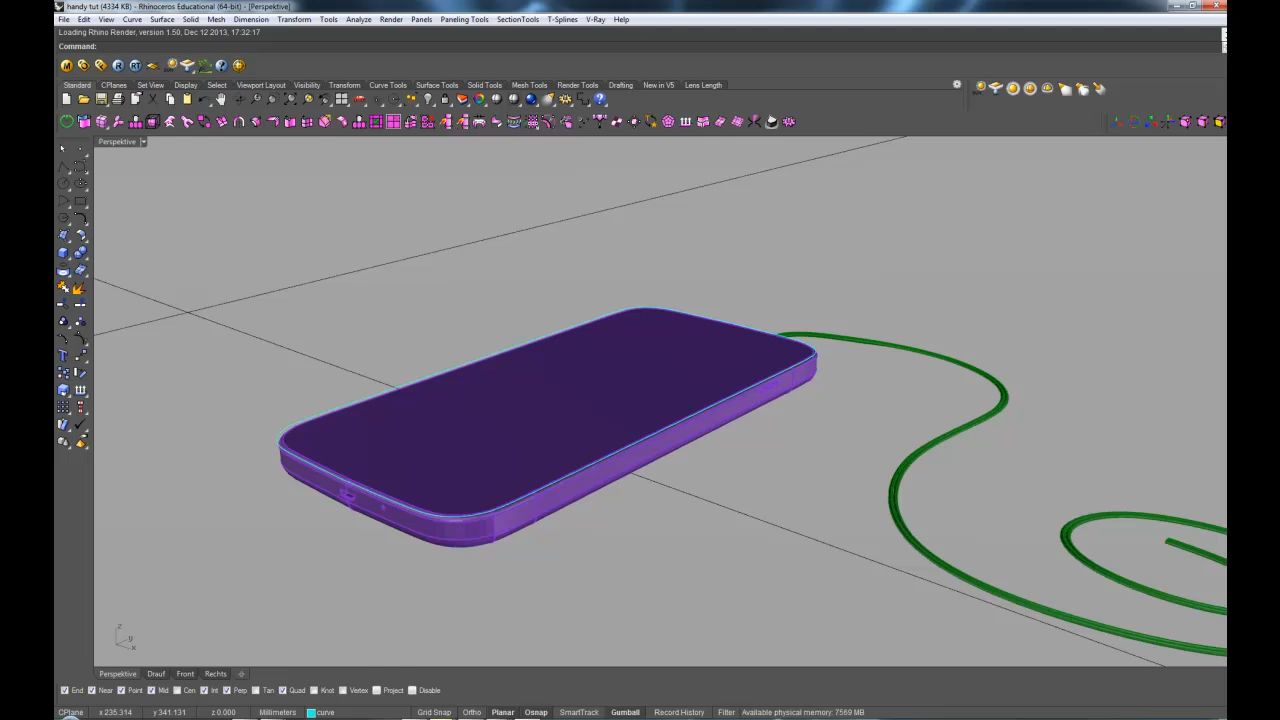 handy tut (4334 KB) - Rhinoceros Educational (64-bit) - [Perspektive]
File Edit View Curve Surface Solid Mesh Dimension Transform Tools Analyze Render Panels Paneling Tools SectionTools T-Splines V-Ray Help
Loading Rhino Render, version 1.50, Dec 12 2013, 17:32:17
Command:
Standard CPlanes Set View Display Select Viewport Layout Visibility Transform Curve Tools Surface Tools Solid Tools Mesh Tools Render Tools Drafting New in V5 Lens Length
Perspektive
z
y
x
Perspektive Drauf Front Rechts
End Near Point Mid Cen Int Perp Tan Quad Knot Vertex Project Disable
CPlane x 235.314 y 341.131 z 0.000 Millimeters curve Grid Snap Ortho Planar Osnap SmartTrack Gumball Record History Filter Available physical memory: 7569 MB